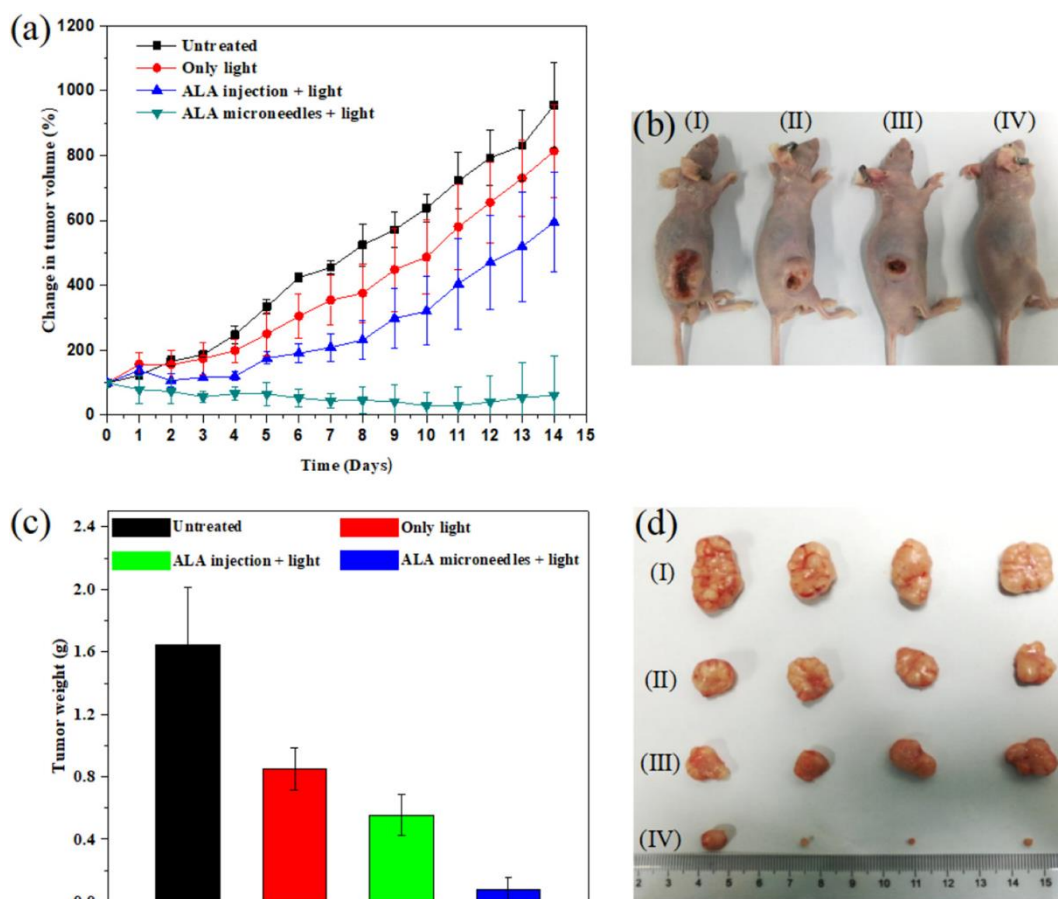 (a)
1200
1000
800
600
400
200
0
Change in tumor volume (%)
Untreated
Only light
ALA injection + light
ALA microneedles + light
0 1 2 3 4 5 6 7 8 9 10 11 12 13 14 15
Time (Days)
(b)
(I) (II) (III) (IV)
(c)
2.4
2.0
1.6
1.2
0.8
0.4
0.0
Tumor weight (g)
Untreated
Only light
ALA injection + light
ALA microneedles + light
(d)
(I)
(II)
(III)
(IV)
2 3 4 5 6 7 8 9 10 11 12 13 14 15